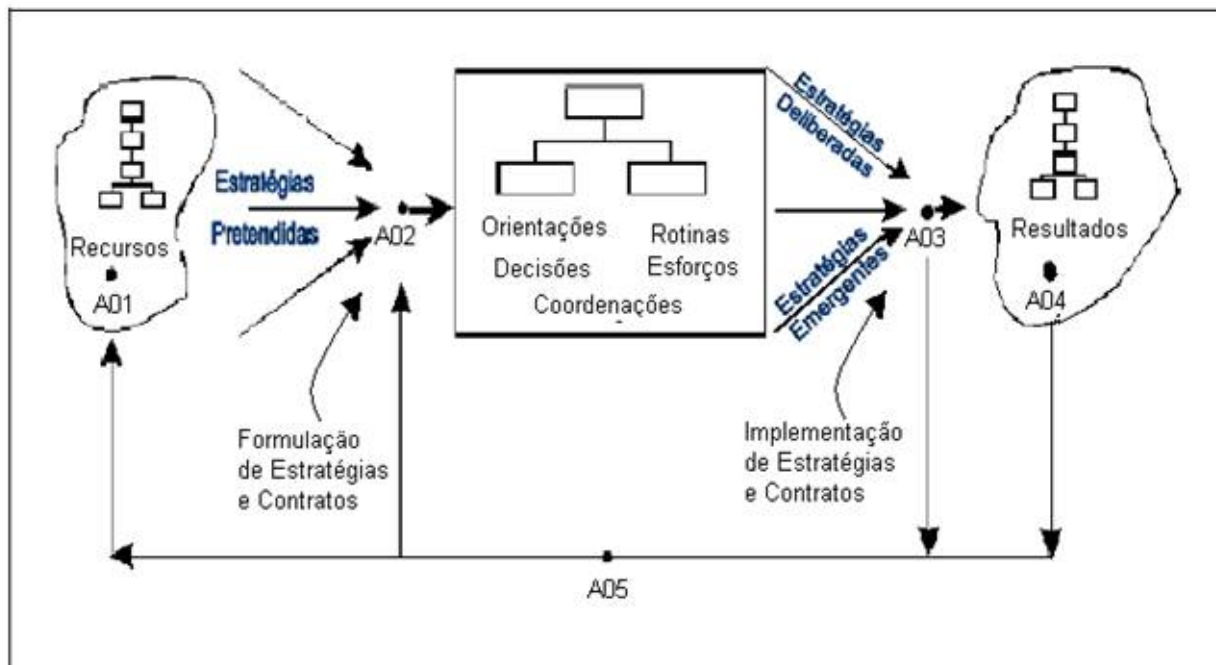 Recursos
A01
Estratégias
Pretendidas
A02
Formulação
de Estratégias
e Contratos
Orientações
Decisões
Rotinas
Esforços
Coordenações
Estratégias
Deliberadas
Estratégias
Emergentes
A03
Implementação
de Estratégias
e Contratos
Resultados
A04
A05